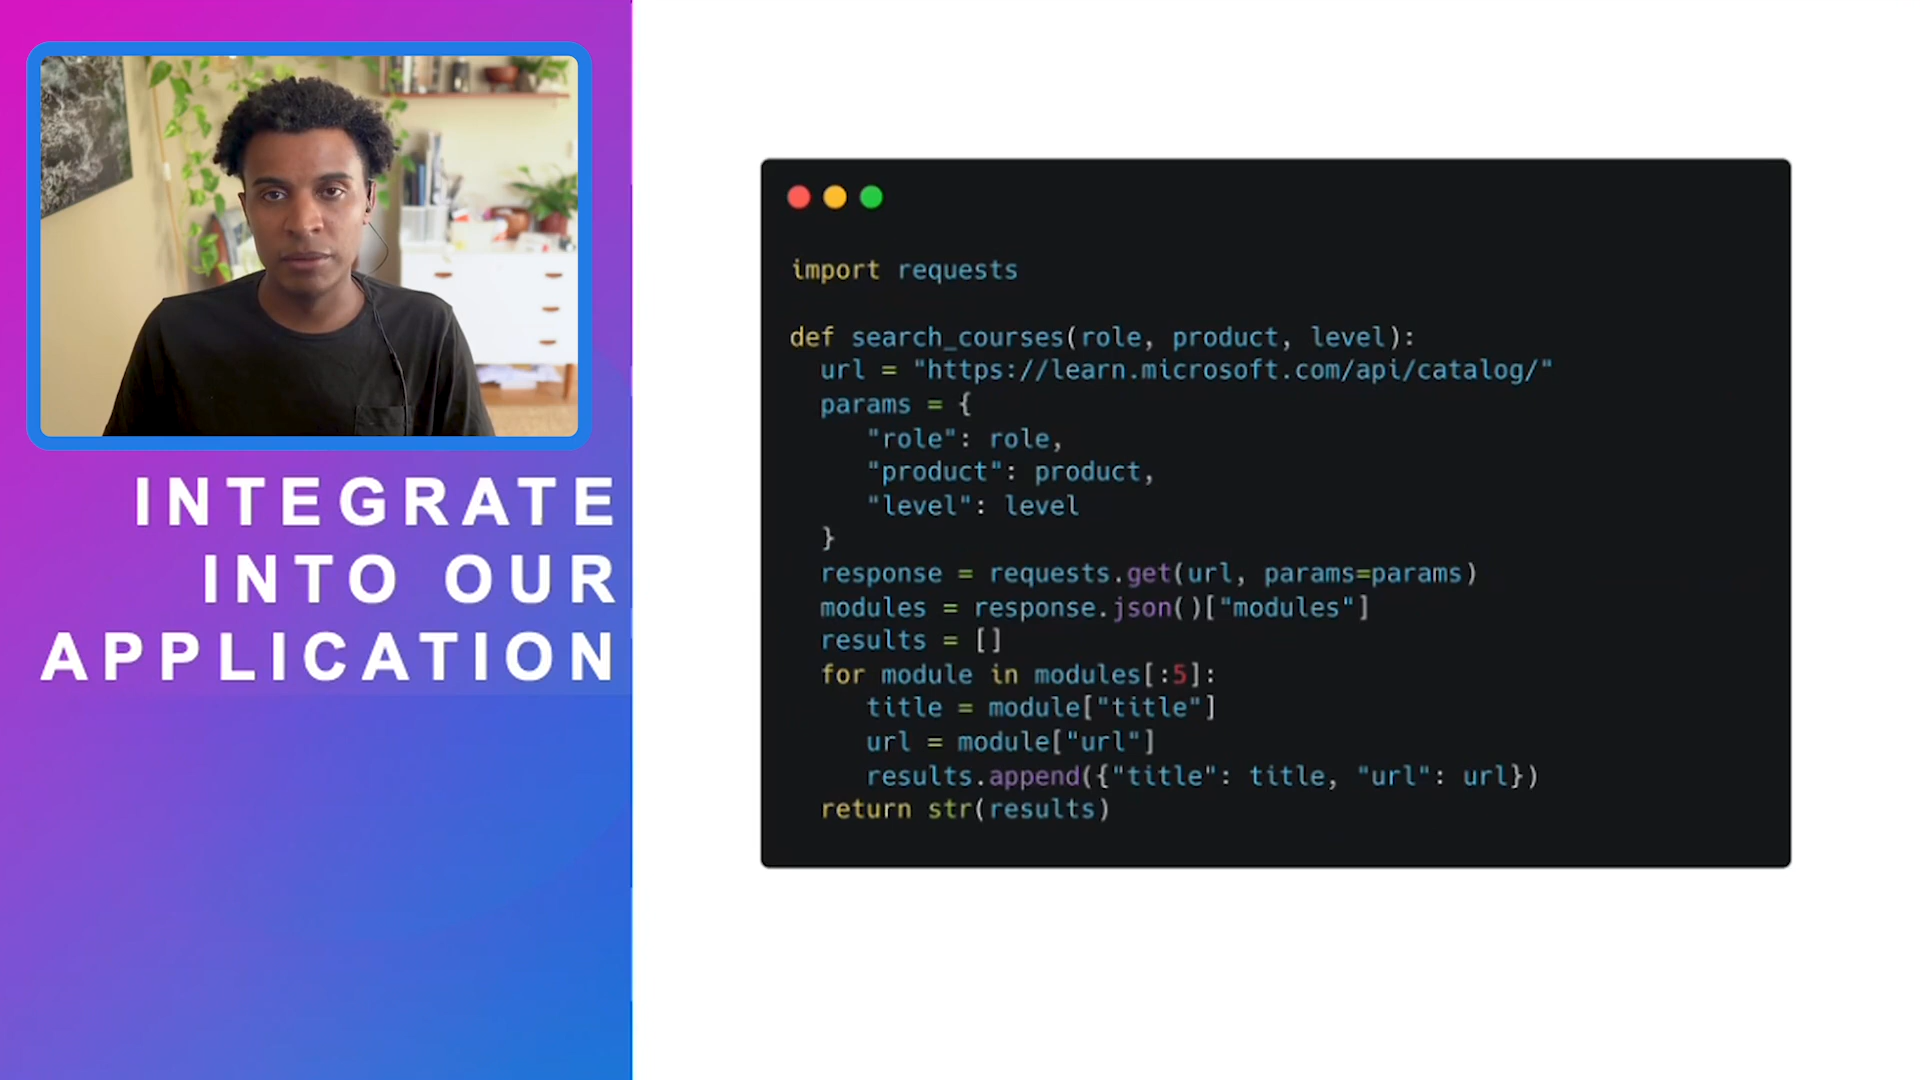 INTEGRATE
INTO OUR
APPLICATION
import requests
def search_courses(role, product, level):
url = "https://learn.microsoft.com/api/catalog/"
params = {
"role": role,
"product": product,
"level": level
}
response = requests.get(url, params=params)
modules = response.json()["modules"]
results = []
for module in modules[:5]:
title = module["title"]
url = module["url"]
results.append({"title": title, "url": url})
return str(results)